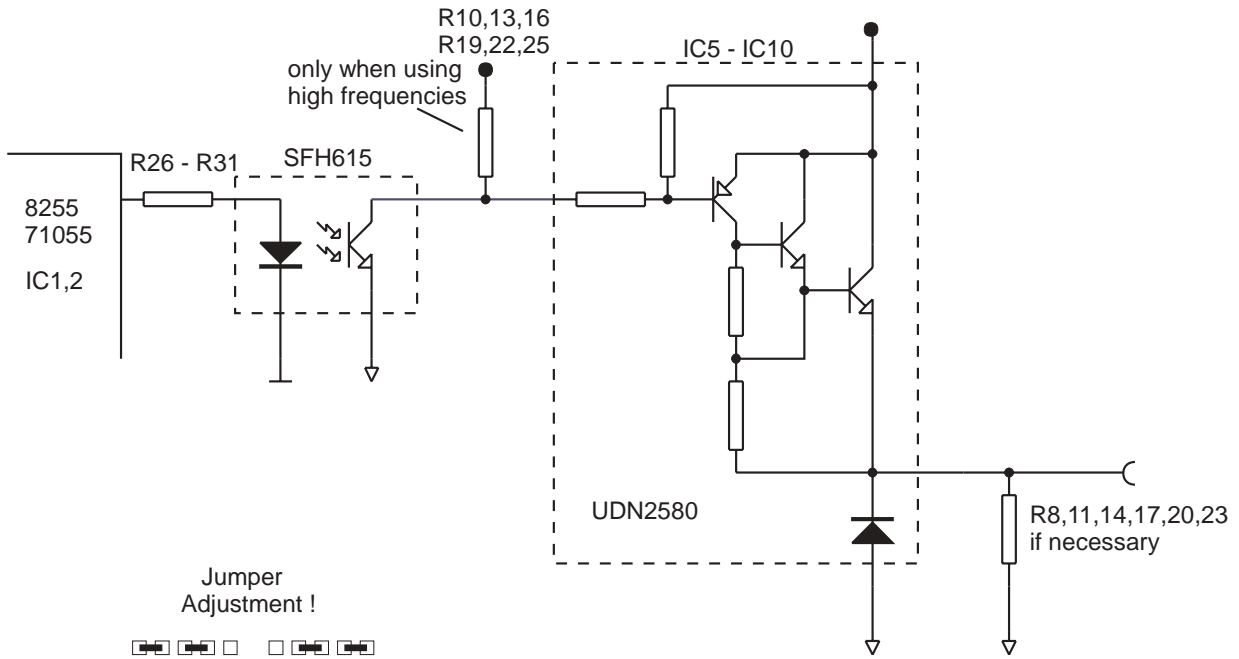 R10,13,16
R19,22,25
only when using
high frequencies
IC5 - IC10
R26 - R31
SFH615
8255
71055
IC1,2
UDN2580
R8,11,14,17,20,23
if necessary
Jumper
Adjustment !